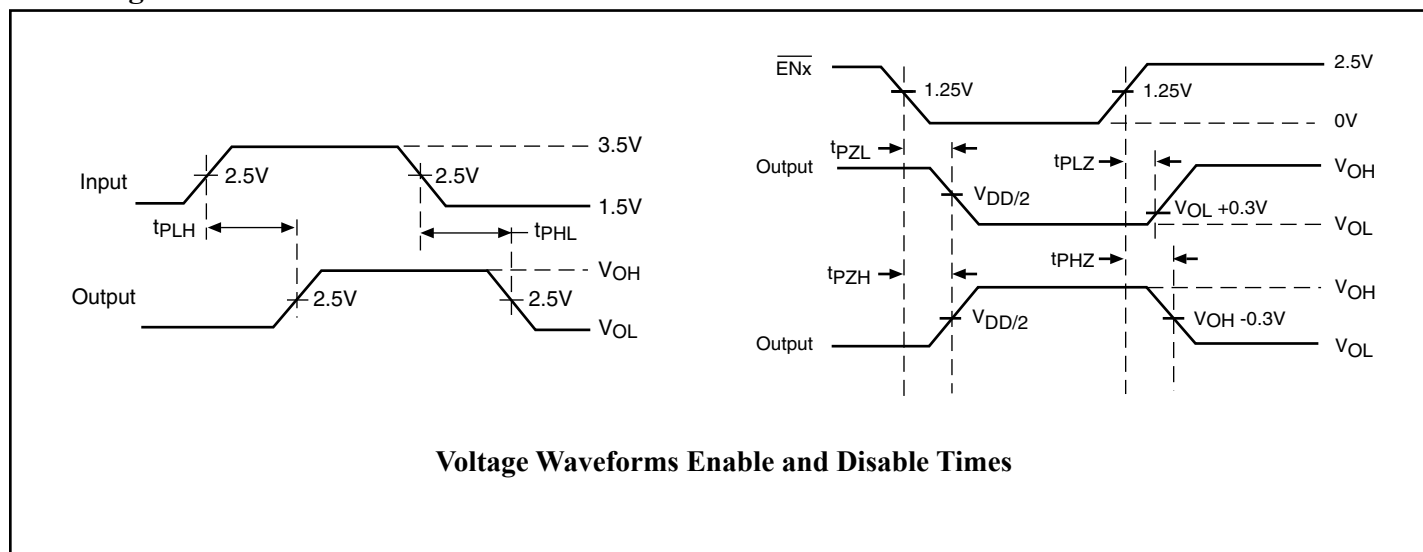 3.5V
2.5V
2.5V
Input
1.5V
tPLH
tPHL
VOH
Output
2.5V
2.5V
VOL
ENx
2.5V
1.25V
1.25V
0V
tPZL
tPLZ
Output
VOH
VDD/2
VOL +0.3V
VOL
tPZH
tPHZ
VOH
VDD/2
VOH -0.3V
Output
VOL
Voltage Waveforms Enable and Disable Times